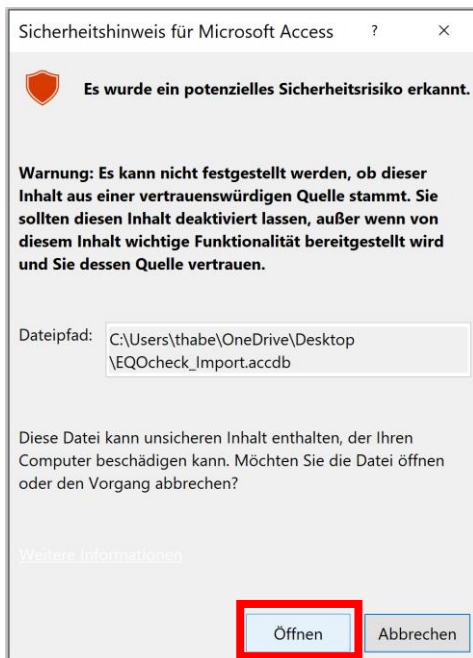 Sicherheitshinweis für Microsoft Access ? ×
Es wurde ein potenzielles Sicherheitsrisiko erkannt.
Warnung: Es kann nicht festgestellt werden, ob dieser
Inhalt aus einer vertrauenswürdigen Quelle stammt. Sie
sollten diesen Inhalt deaktiviert lassen, außer wenn von
diesem Inhalt wichtige Funktionalität bereitgestellt wird
und Sie dessen Quelle vertrauen.
Dateipfad: C:\Users\thabe\OneDrive\Desktop
\EQOcheck_Import.accdb
Diese Datei kann unsicheren Inhalt enthalten, der Ihren
Computer beschädigen kann. Möchten Sie die Datei öffnen
oder den Vorgang abbrechen?
Weitere Informationen
Öffnen Abbrechen